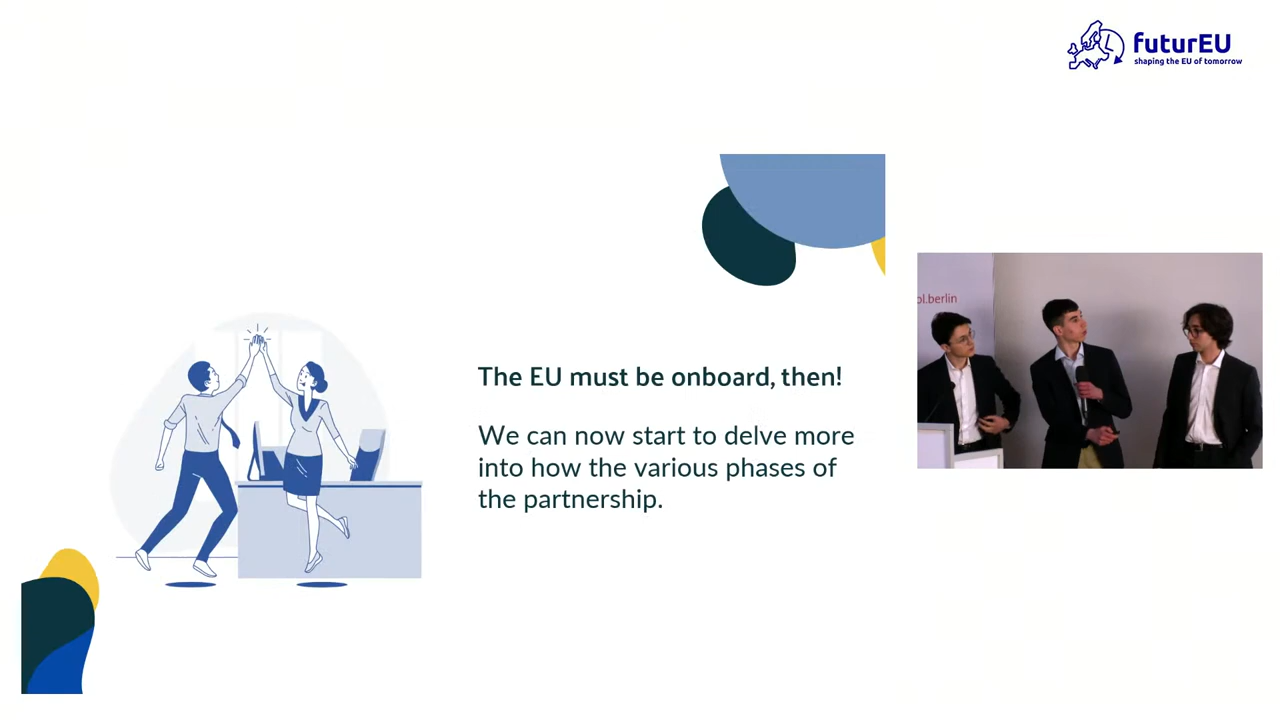 futurEU
shaping the EU of tomorrow
ol.berlin
The EU must be onboard, then!
We can now start to delve more
into how the various phases of
the partnership.